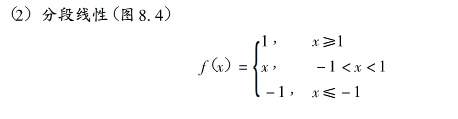 (2) 分段线性(图8.4)
f(x) = { 1, x⩾1
x, -1<x<1
-1, x⩽-1